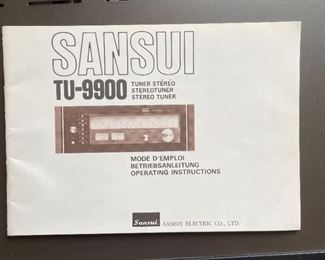 SANSUI
TU-9900
TUNER STÉRÉO
STEREOTUNER
STEREO TUNER
MODE D'EMPLOI
BETRIEBSANLEITUNG
OPERATING INSTRUCTIONS
Sansui SANSUI ELECTRIC CO., LTD.